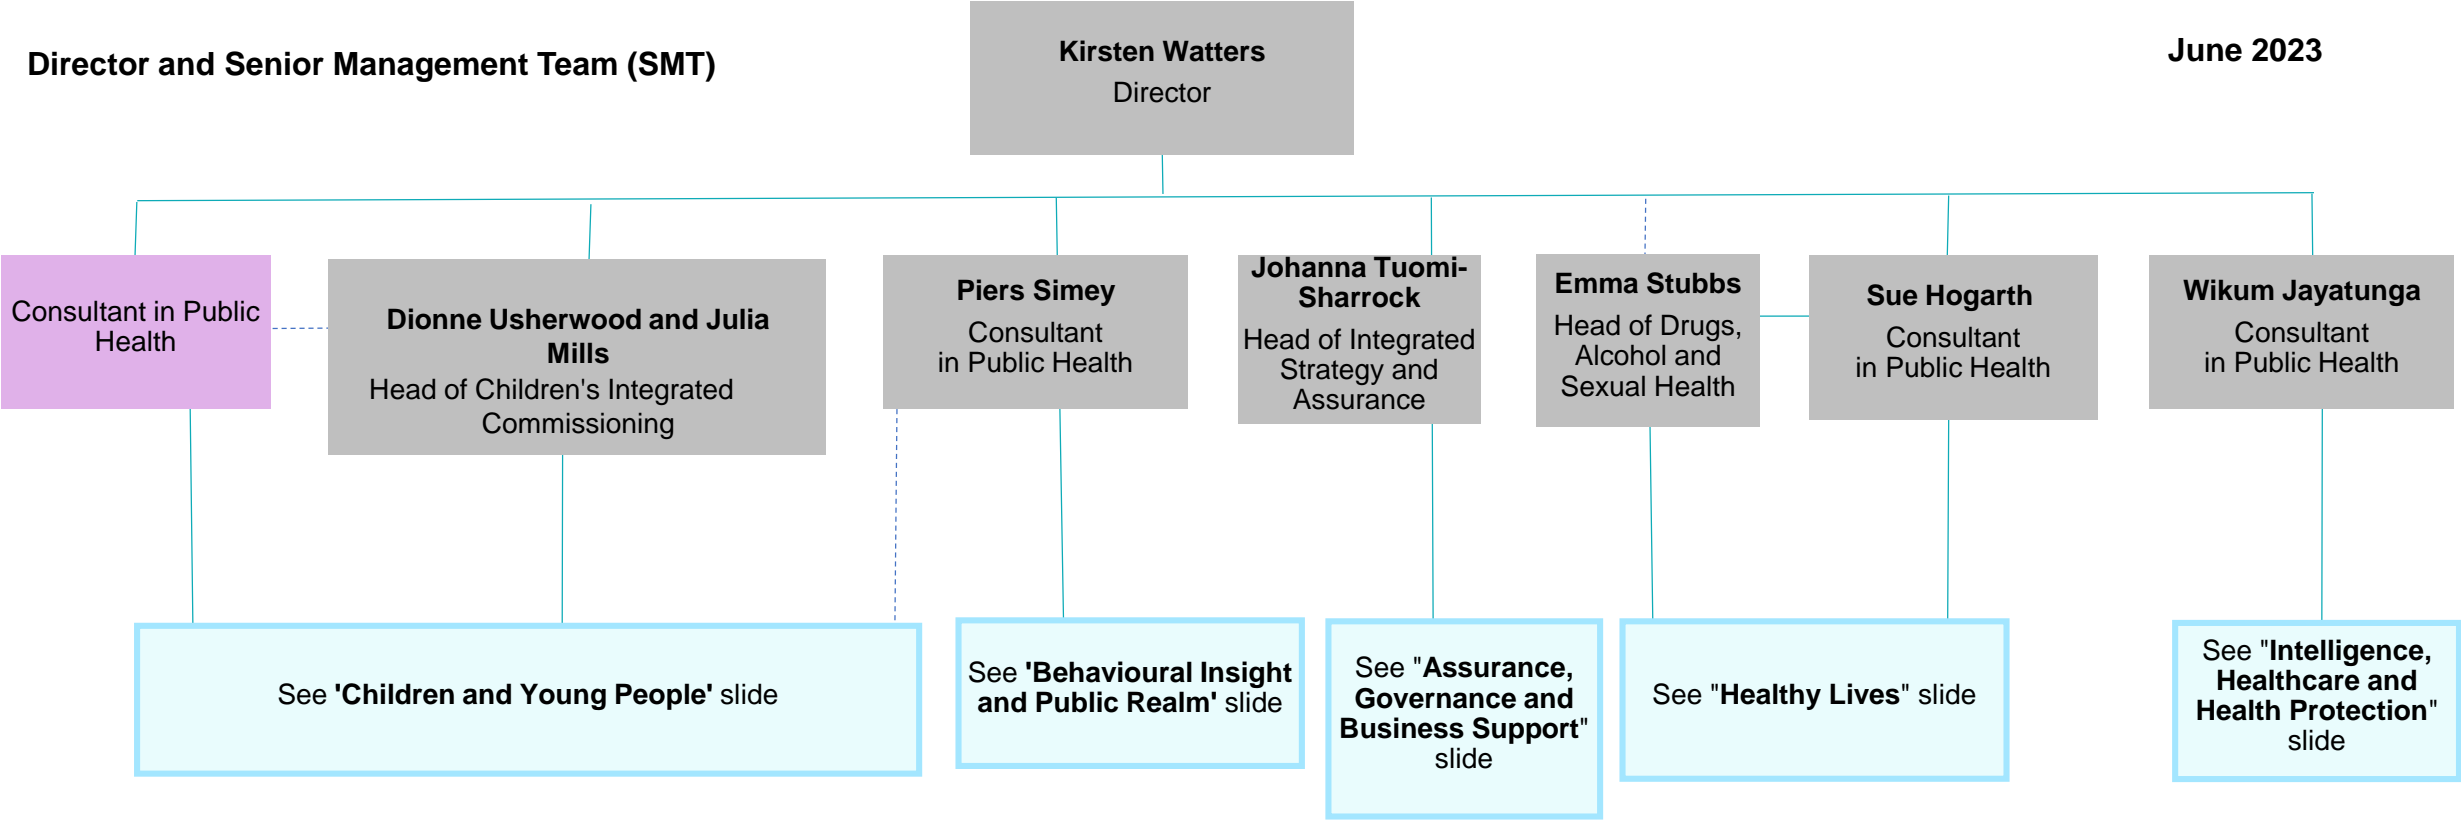 Director and Senior Management Team (SMT)
Kirsten Watters
Director
June 2023
Consultant in Public
Health
Dionne Usherwood and Julia
Mills
Head of Children's Integrated
Commissioning
Piers Simey
Consultant
in Public Health
Johanna Tuomi-
Sharrock
Head of Integrated
Strategy and
Assurance
Emma Stubbs
Head of Drugs,
Alcohol and
Sexual Health
Sue Hogarth
Consultant
in Public Health
Wikum Jayatunga
Consultant
in Public Health
See 'Children and Young People' slide
See 'Behavioural Insight
and Public Realm' slide
See "Assurance,
Governance and
Business Support"
slide
See "Healthy Lives" slide
See "Intelligence,
Healthcare and
Health Protection"
slide